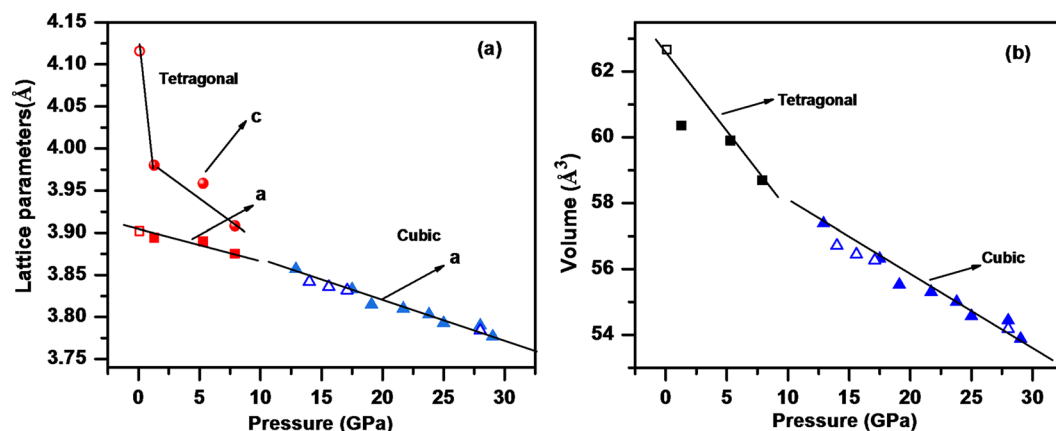 (a)
Tetragonal
c
a
Cubic
a
4.15
4.10
4.05
4.00
3.95
3.90
3.85
3.80
3.75
Lattice parameters(Å)
0 5 10 15 20 25 30
Pressure (GPa)
(b)
Tetragonal
Cubic
62
60
58
56
54
Volume (Å³)
0 5 10 15 20 25 30
Pressure (GPa)